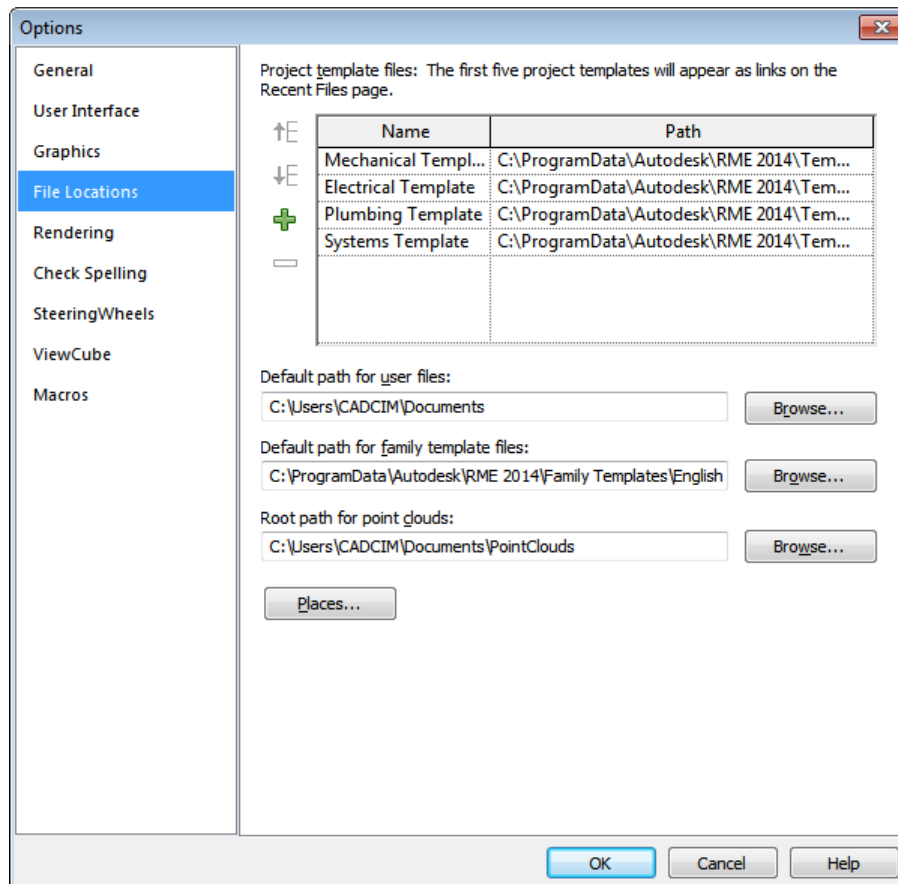 Options
General
User Interface
Graphics
File Locations
Rendering
Check Spelling
SteeringWheels
ViewCube
Macros
Project template files: The first five project templates will appear as links on the
Recent Files page.
Name Path
Mechanical Templ... C:\ProgramData\Autodesk\RME 2014\Tem...
Electrical Template C:\ProgramData\Autodesk\RME 2014\Tem...
Plumbing Template C:\ProgramData\Autodesk\RME 2014\Tem...
Systems Template C:\ProgramData\Autodesk\RME 2014\Tem...
Default path for user files:
C:\Users\CADCIM\Documents Browse...
Default path for family template files:
C:\ProgramData\Autodesk\RME 2014\Family Templates\English Browse...
Root path for point clouds:
C:\Users\CADCIM\Documents\PointClouds Browse...
Places...
OK Cancel Help